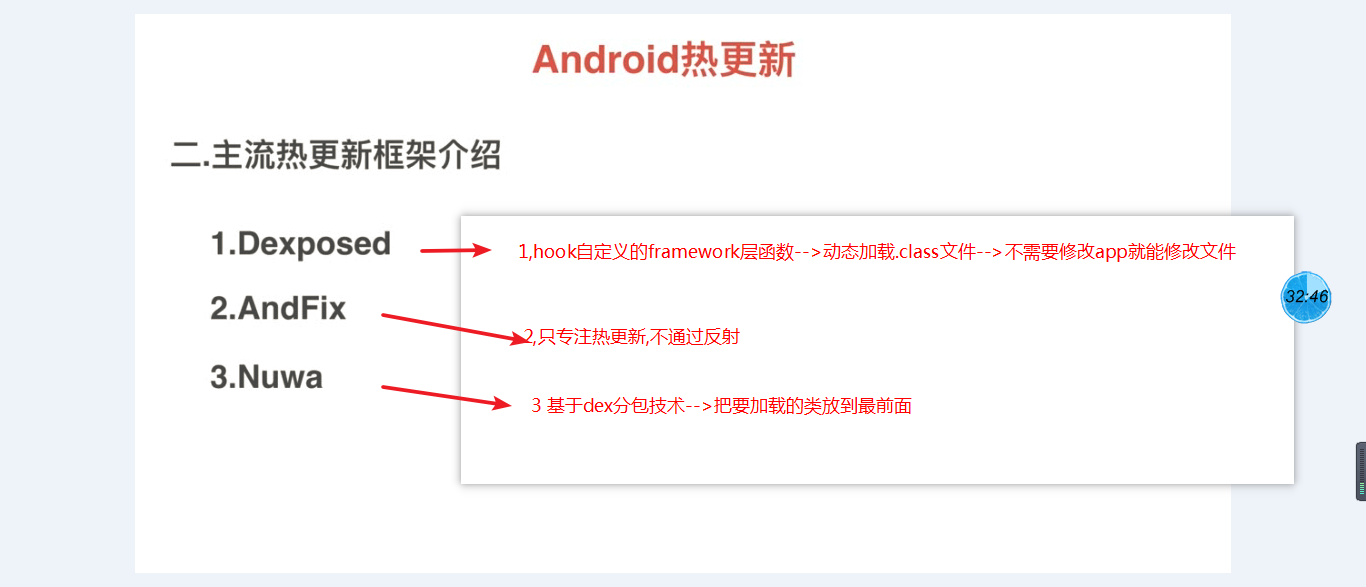 Android热更新
二.主流热更新框架介绍
1.Dexposed
1,hook自定义的framework层函数-->动态加载.class文件-->不需要修改app就能修改文件
32:46
2.AndFix
2,只专注热更新,不通过反射
3.Nuwa
3 基于dex分包技术-->把要加载的类放到最前面